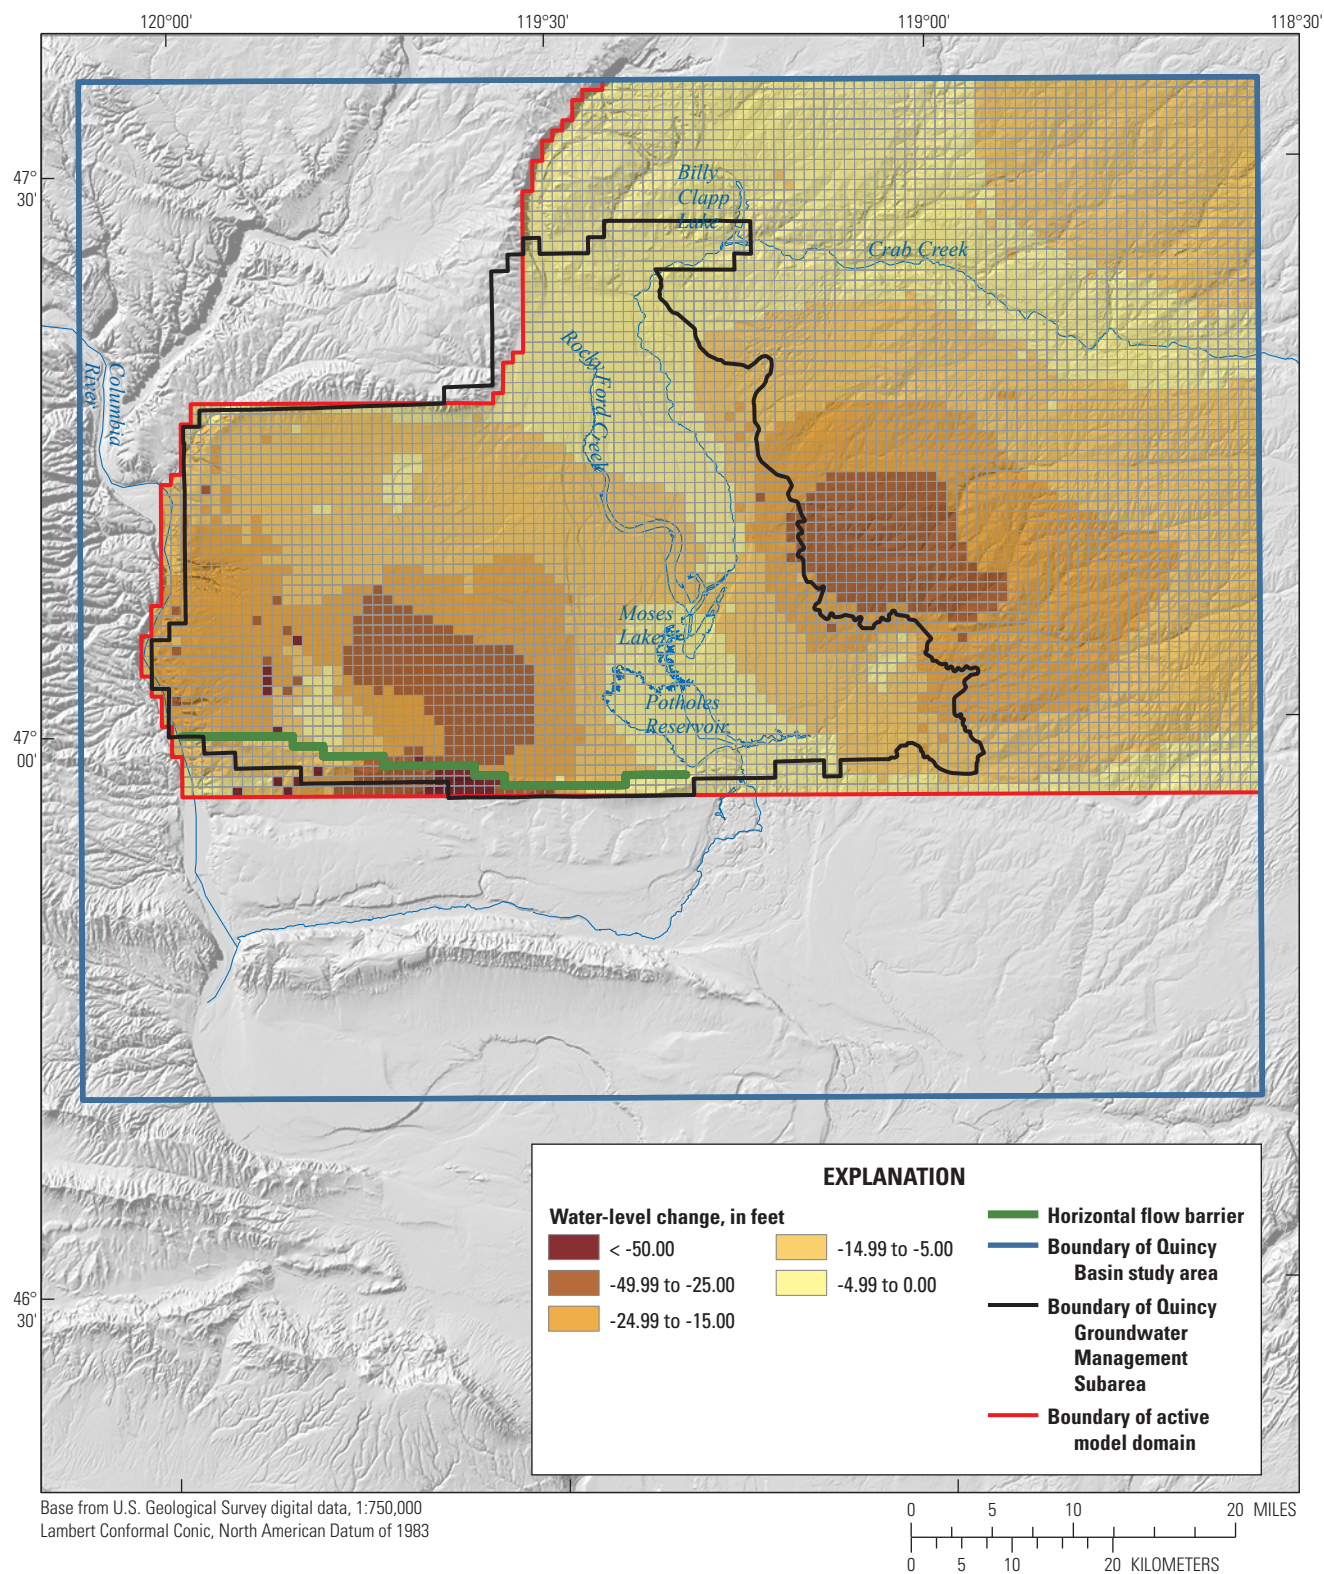 120°00'
119°30'
119°00'
118°30'
47°
30'
Billy
Clapp
Lake
Crab Creek
Rocky Ford Creek
Columbia
River
Moses
Lake
Potholes
Reservoir
47°
00'
46°
30'
EXPLANATION
Water-level change, in feet
< -50.00
-49.99 to -25.00
-24.99 to -15.00
-14.99 to -5.00
-4.99 to 0.00
Horizontal flow barrier
Boundary of Quincy
Basin study area
Boundary of Quincy
Groundwater
Management
Subarea
Boundary of active
model domain
Base from U.S. Geological Survey digital data, 1:750,000
Lambert Conformal Conic, North American Datum of 1983
0 5 10 20 MILES
0 5 10 20 KILOMETERS